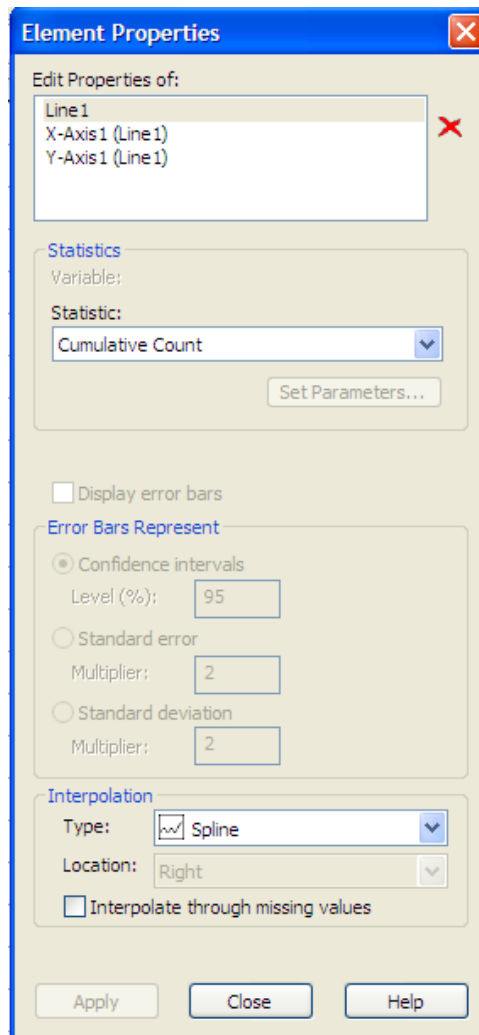 Element Properties
Edit Properties of:
Line1
X-Axis1 (Line1)
Y-Axis1 (Line1)
Statistics
Variable:
Statistic:
Cumulative Count
Set Parameters...
Display error bars
Error Bars Represent
Confidence intervals
Level (%): 95
Standard error
Multiplier: 2
Standard deviation
Multiplier: 2
Interpolation
Type: Spline
Location: Right
Interpolate through missing values
Apply Close Help